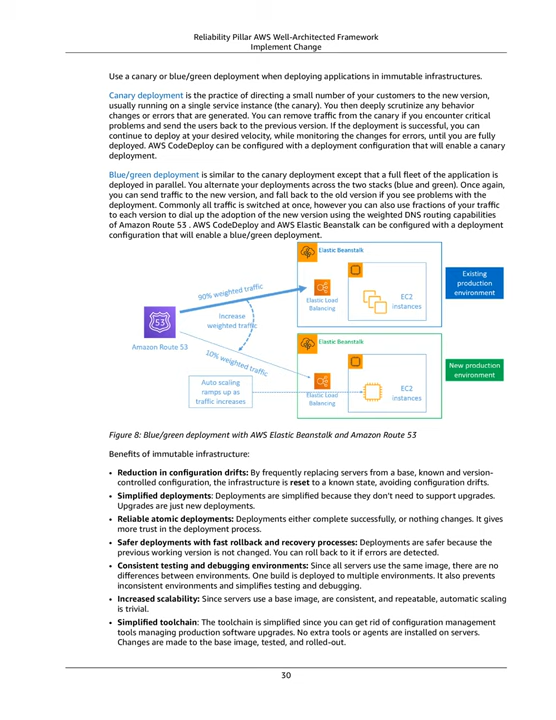 Reliability Pillar AWS Well-Architected Framework
Implement Change
Use a canary or blue/green deployment when deploying applications in immutable infrastructures.
Canary deployment is the practice of directing a small number of your customers to the new version,
usually running on a single service instance (the canary). You then deeply scrutinize any behavior
changes or errors that are generated. You can remove traffic from the canary if you encounter critical
problems and send the users back to the previous version. If the deployment is successful, you can
continue to deploy at your desired velocity, while monitoring the changes for errors, until you are fully
deployed. AWS CodeDeploy can be configured with a deployment configuration that will enable a canary
deployment.
Blue/green deployment is similar to the canary deployment except that a full fleet of the application is
deployed in parallel. You alternate your deployments across the two stacks (blue and green). Once again,
you can send traffic to the new version, and fall back to the old version if you see problems with the
deployment. Commonly all traffic is switched at once, however you can also use fractions of your traffic
to each version to dial up the adoption of the new version using the weighted DNS routing capabilities
of Amazon Route 53 . AWS CodeDeploy and AWS Elastic Beanstalk can be configured with a deployment
configuration that will enable a blue/green deployment.
Elastic Beanstalk
Existing
production
environment
90% weighted traffic
Elastic Load
Balancing
EC2
instances
53
Increase
weighted traffic
Amazon Route 53
Elastic Beanstalk
10% weighted traffic
New production
environment
Auto scaling
ramps up as
traffic increases
Elastic Load
Balancing
EC2
instances
Figure 8: Blue/green deployment with AWS Elastic Beanstalk and Amazon Route 53
Benefits of immutable infrastructure:
• Reduction in configuration drifts: By frequently replacing servers from a base, known and version-
controlled configuration, the infrastructure is reset to a known state, avoiding configuration drifts.
• Simplified deployments: Deployments are simplified because they don't need to support upgrades.
Upgrades are just new deployments.
• Reliable atomic deployments: Deployments either complete successfully, or nothing changes. It gives
more trust in the deployment process.
• Safer deployments with fast rollback and recovery processes: Deployments are safer because the
previous working version is not changed. You can roll back to it if errors are detected.
• Consistent testing and debugging environments: Since all servers use the same image, there are no
differences between environments. One build is deployed to multiple environments. It also prevents
inconsistent environments and simplifies testing and debugging.
• Increased scalability: Since servers use a base image, are consistent, and repeatable, automatic scaling
is trivial.
• Simplified toolchain: The toolchain is simplified since you can get rid of configuration management
tools managing production software upgrades. No extra tools or agents are installed on servers.
Changes are made to the base image, tested, and rolled-out.
30